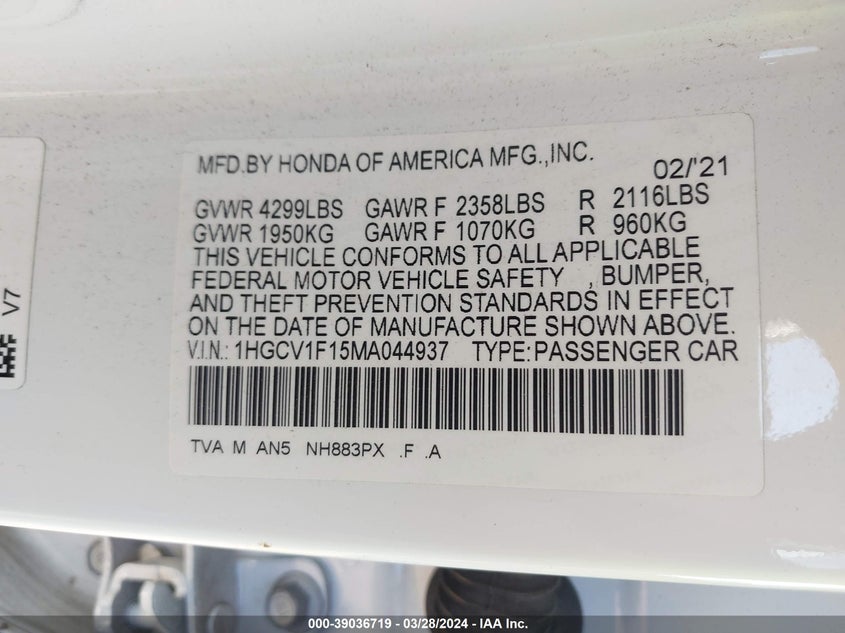 MFD.BY HONDA OF AMERICA MFG.,INC. 02/'21
GVWR 4299LBS GAWR F 2358LBS R 2116LBS
GVWR 1950KG GAWR F 1070KG R 960KG
THIS VEHICLE CONFORMS TO ALL APPLICABLE
FEDERAL MOTOR VEHICLE SAFETY , BUMPER,
AND THEFT PREVENTION STANDARDS IN EFFECT
ON THE DATE OF MANUFACTURE SHOWN ABOVE.
V.I.N.: 1HGCV1F15MA044937 TYPE:PASSENGER CAR
TVA M AN5 NH883PX .F .A
V7
000-39036719 - 03/28/2024 - IAA Inc.